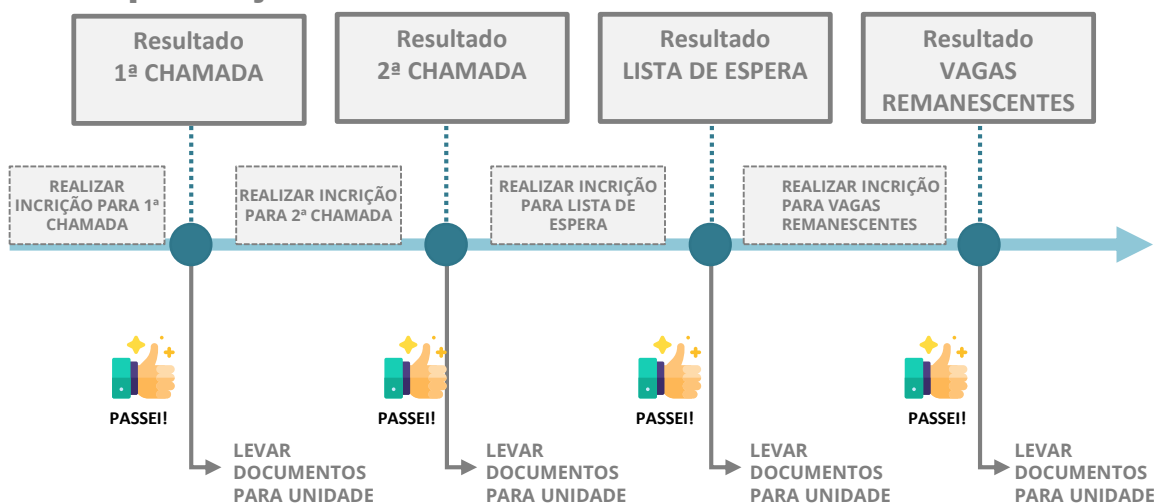 Resultado
1ª CHAMADA
Resultado
2ª CHAMADA
Resultado
LISTA DE ESPERA
Resultado
VAGAS
REMANESCENTES
REALIZAR
INCRIÇÃO PARA 1ª
CHAMADA
REALIZAR INCRIÇÃO
PARA 2ª CHAMADA
REALIZAR INCRIÇÃO
PARA LISTA DE
ESPERA
REALIZAR INCRIÇÃO
PARA VAGAS
REMANESCENTES
PASSEI!
PASSEI!
PASSEI!
PASSEI!
LEVAR
DOCUMENTOS
PARA UNIDADE
LEVAR
DOCUMENTOS
PARA UNIDADE
LEVAR
DOCUMENTOS
PARA UNIDADE
LEVAR
DOCUMENTOS
PARA UNIDADE